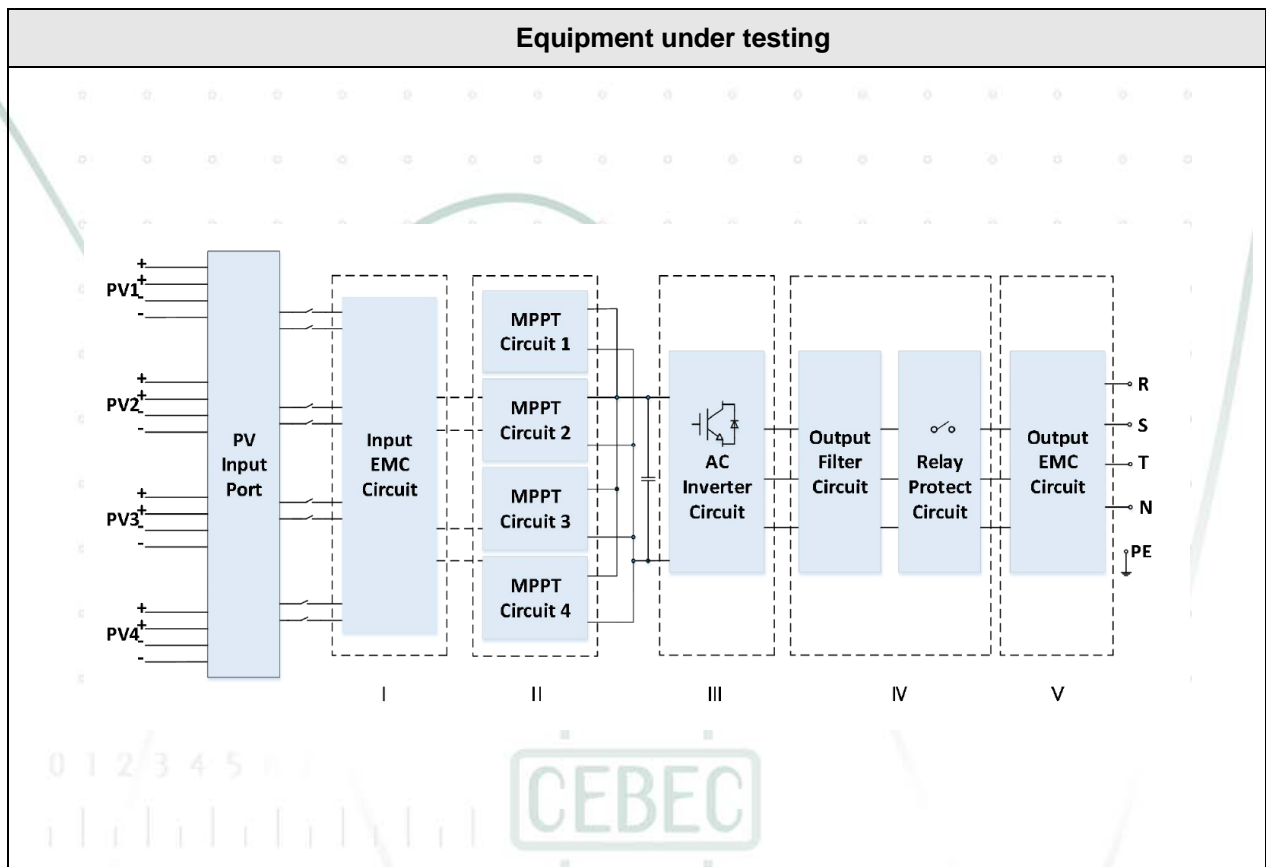 Equipment under testing
+
PV1 +
-
-
+
PV2 +
-
-
+
PV3 +
-
-
+
PV4 +
-
-
PV
Input
Port
Input
EMC
Circuit
MPPT
Circuit 1
MPPT
Circuit 2
MPPT
Circuit 3
MPPT
Circuit 4
AC
Inverter
Circuit
Output
Filter
Circuit
Relay
Protect
Circuit
Output
EMC
Circuit
R
S
T
N
PE
I
II
III
IV
V
0 1 2 3 4 5
CEBEC